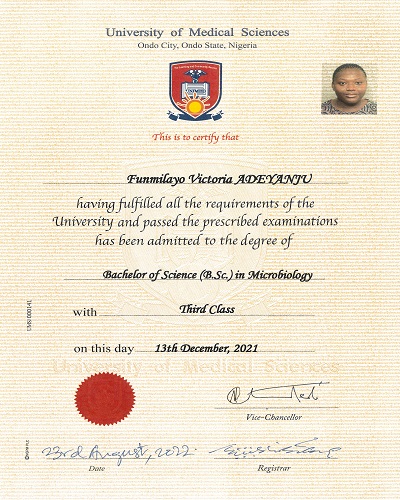 University of Medical Sciences
Ondo City, Ondo State, Nigeria
This is to certify that
Funmilayo Victoria ADEYANJU
having fulfilled all the requirements of the
University and passed the prescribed examinations
has been admitted to the degree of
Bachelor of Science (B.Sc.) in Microbiology
with Third Class
on this day 13th December, 2021
University of Medical Sciences
Vice-Chancellor
23rd August, 2022.
Date Registrar